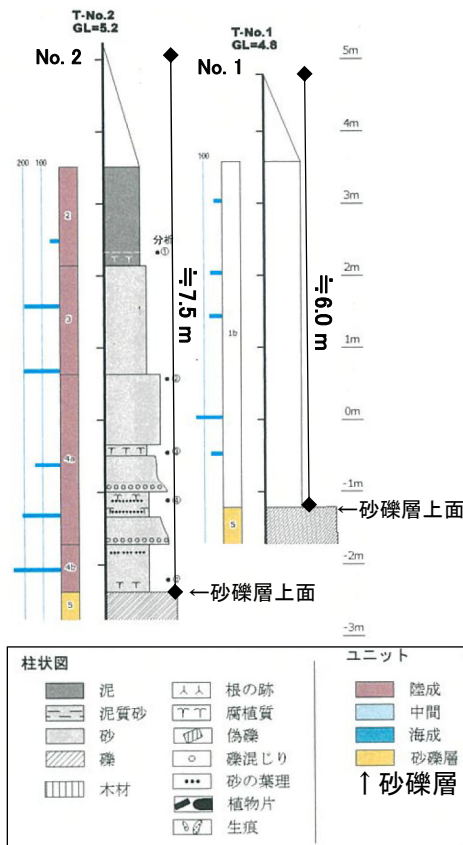 T-No.2
GL=5.2
No. 2
T-No.1
GL=4.8
No. 1
5m
4m
3m
2m
1m
0m
-1m
-2m
-3m
200
100
2
3
4a
4b
5
分析
①
②
③
④
⑤
≒7.5 m
←砂礫層上面
100
1b
5
≒6.0 m
←砂礫層上面
柱状図
泥
泥質砂
砂
礫
木材
根の跡
腐植質
偽礫
礫混じり
砂の葉理
植物片
生痕
ユニット
陸成
中間
海成
砂礫層
↑砂礫層